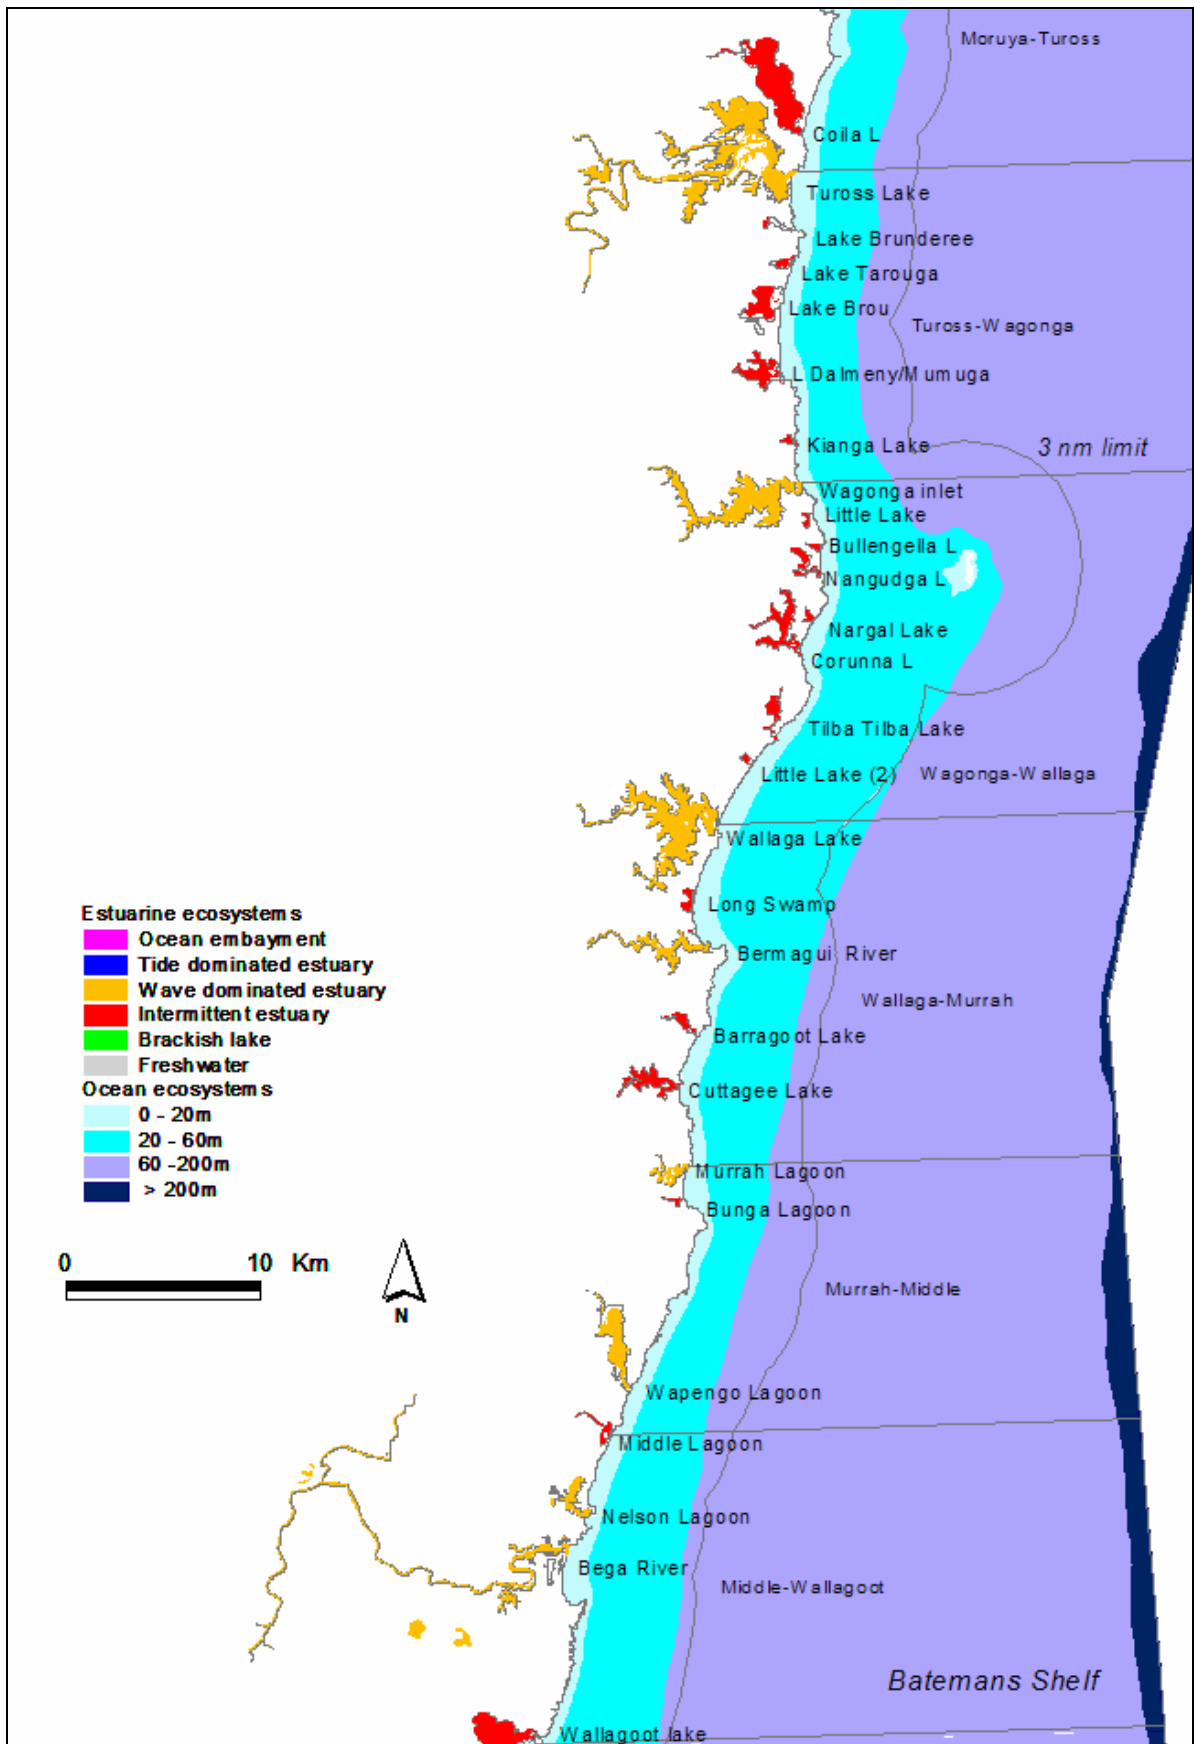 Moruya-Tuross
Coila L
Tuross Lake
Lake Brunderee
Lake Tarouga
Lake Brou
Tuross-Wagonga
L Dalmeny/Mumuga
Kianga Lake
3 nm limit
Wagonga inlet
Little Lake
Bullengella L
Nangudga L
Nargal Lake
Corunna L
Tilba Tilba Lake
Little Lake (2)
Wagonga-Wallaga
Wallaga Lake
Long Swamp
Bermagui River
Wallaga-Murrah
Barragoot Lake
Cuttagee Lake
Murrah Lagoon
Bunga Lagoon
Murrah-Middle
Wapengo Lagoon
Middle Lagoon
Nelson Lagoon
Bega River
Middle-Wallagoot
Batemans Shelf
Wallagoot lake
Estuarine ecosystems
Ocean embayment
Tide dominated estuary
Wave dominated estuary
Intermittent estuary
Brackish lake
Freshwater
Ocean ecosystems
0 - 20m
20 - 60m
60 -200m
> 200m
0 10 Km
N